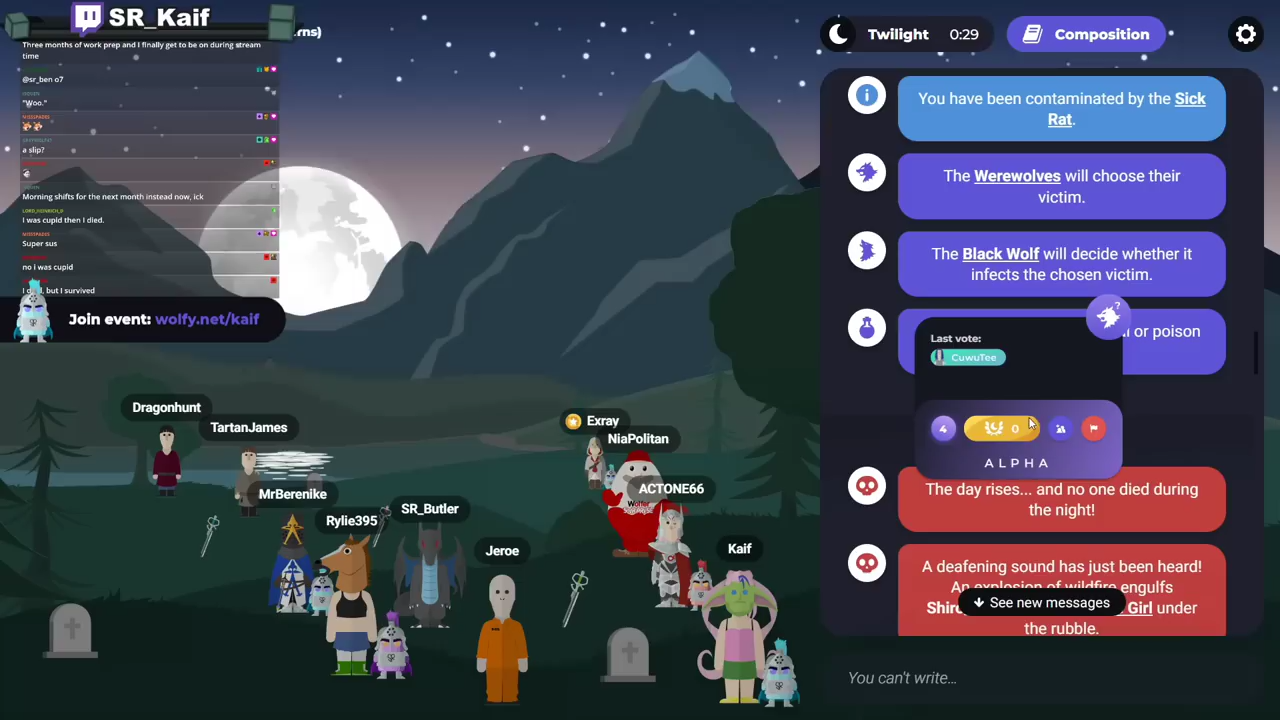 SR_Kaif
rns)
Three months of work prep and I finally get to be on during stream
time
@sr_ben o7
"Woo."
a slip?
Morning shifts for the next month instead now, ick
I was cupid then I died.
Super sus
no I was cupid
but I survived
Join event: wolfy.net/kaif
Dragonhunt
TartanJames
MrBerenike
Rylie395
SR_Butler
Jeroe
Exray
NiaPolitan
ACTONE66
Kaif
Twilight 0:29
Composition
You have been contaminated by the Sick
Rat.
The Werewolves will choose their
victim.
The Black Wolf will decide whether it
infects the chosen victim.
or poison
?
Last vote:
CuwuTee
4
0
ALPHA
The day rises... and no one died during
the night!
A deafening sound has just been heard!
An explosion of wildfire engulfs
Shiro
Girl under
the rubble.
See new messages
You can't write...